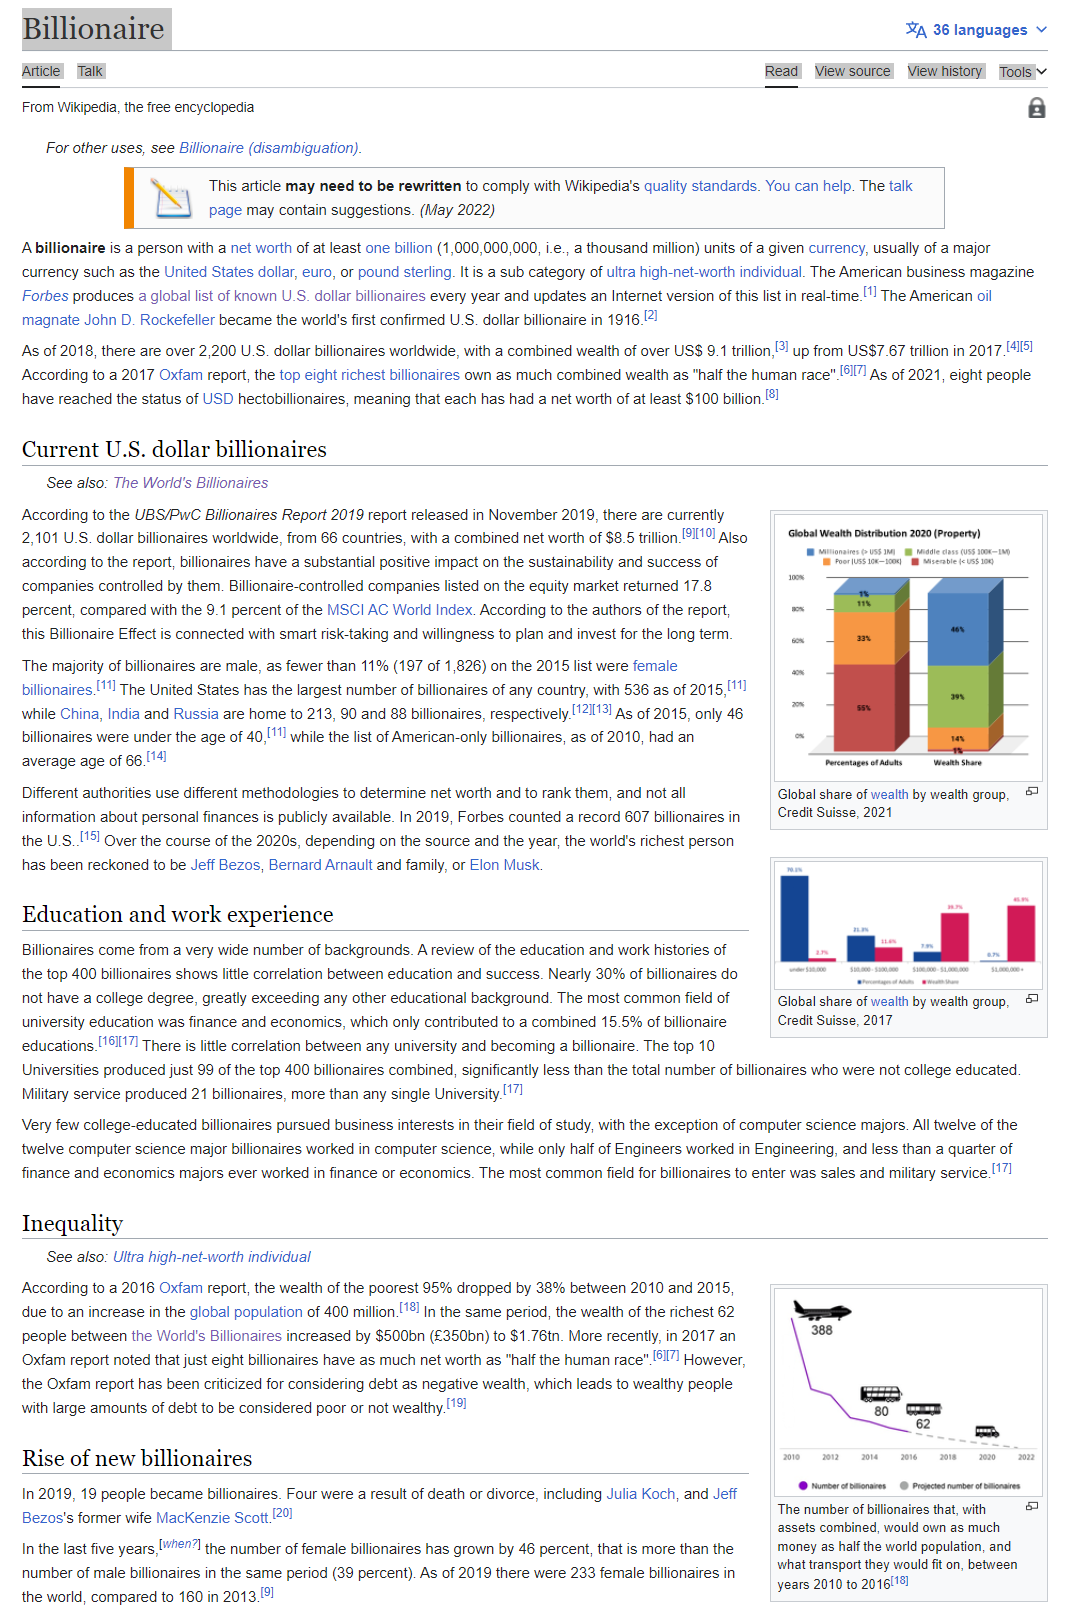 Billionaire
36 languages
Article Talk
Read View source View history Tools
From Wikipedia, the free encyclopedia
For other uses, see Billionaire (disambiguation).
This article may need to be rewritten to comply with Wikipedia's quality standards. You can help. The talk
page may contain suggestions. (May 2022)
A billionaire is a person with a net worth of at least one billion (1,000,000,000, i.e., a thousand million) units of a given currency, usually of a major
currency such as the United States dollar, euro, or pound sterling. It is a sub category of ultra high-net-worth individual. The American business magazine
Forbes produces a global list of known U.S. dollar billionaires every year and updates an Internet version of this list in real-time.[1] The American oil
magnate John D. Rockefeller became the world's first confirmed U.S. dollar billionaire in 1916.[2]
As of 2018, there are over 2,200 U.S. dollar billionaires worldwide, with a combined wealth of over US$ 9.1 trillion,[3] up from US$7.67 trillion in 2017.[4][5]
According to a 2017 Oxfam report, the top eight richest billionaires own as much combined wealth as "half the human race".[6][7] As of 2021, eight people
have reached the status of USD hectobillionaires, meaning that each has had a net worth of at least $100 billion.[8]
Current U.S. dollar billionaires
See also: The World's Billionaires
According to the UBS/PwC Billionaires Report 2019 report released in November 2019, there are currently
2,101 U.S. dollar billionaires worldwide, from 66 countries, with a combined net worth of $8.5 trillion.[9][10] Also
according to the report, billionaires have a substantial positive impact on the sustainability and success of
companies controlled by them. Billionaire-controlled companies listed on the equity market returned 17.8
percent, compared with the 9.1 percent of the MSCI AC World Index. According to the authors of the report,
this Billionaire Effect is connected with smart risk-taking and willingness to plan and invest for the long term.
The majority of billionaires are male, as fewer than 11% (197 of 1,826) on the 2015 list were female
billionaires.[11] The United States has the largest number of billionaires of any country, with 536 as of 2015,[11]
while China, India and Russia are home to 213, 90 and 88 billionaires, respectively.[12][13] As of 2015, only 46
billionaires were under the age of 40,[11] while the list of American-only billionaires, as of 2010, had an
average age of 66.[14]
Different authorities use different methodologies to determine net worth and to rank them, and not all
information about personal finances is publicly available. In 2019, Forbes counted a record 607 billionaires in
the U.S..[15] Over the course of the 2020s, depending on the source and the year, the world's richest person
has been reckoned to be Jeff Bezos, Bernard Arnault and family, or Elon Musk.
Global Wealth Distribution 2020 (Property)
Millionaires (> US$ 1M) Middle class (US$ 100K—1M)
Poor (US$ 10K—100K) Miserable (< US$ 10K)
100%
80%
60%
40%
20%
0%
1%
11%
33%
55%
46%
39%
14%
1%
Percentages of Adults Wealth Share
Global share of wealth by wealth group,
Credit Suisse, 2021
70.1%
2.7%
21.3%
11.6%
7.9%
39.7%
0.7%
45.9%
under $10,000 $10,000 - $100,000 $100,000 - $1,000,000 $1,000,000 +
Percentages of Adults Wealth Share
Global share of wealth by wealth group,
Credit Suisse, 2017
Education and work experience
Billionaires come from a very wide number of backgrounds. A review of the education and work histories of
the top 400 billionaires shows little correlation between education and success. Nearly 30% of billionaires do
not have a college degree, greatly exceeding any other educational background. The most common field of
university education was finance and economics, which only contributed to a combined 15.5% of billionaire
educations.[16][17] There is little correlation between any university and becoming a billionaire. The top 10
Universities produced just 99 of the top 400 billionaires combined, significantly less than the total number of billionaires who were not college educated.
Military service produced 21 billionaires, more than any single University.[17]
Very few college-educated billionaires pursued business interests in their field of study, with the exception of computer science majors. All twelve of the
twelve computer science major billionaires worked in computer science, while only half of Engineers worked in Engineering, and less than a quarter of
finance and economics majors ever worked in finance or economics. The most common field for billionaires to enter was sales and military service.[17]
Inequality
See also: Ultra high-net-worth individual
According to a 2016 Oxfam report, the wealth of the poorest 95% dropped by 38% between 2010 and 2015,
due to an increase in the global population of 400 million.[18] In the same period, the wealth of the richest 62
people between the World's Billionaires increased by $500bn (£350bn) to $1.76tn. More recently, in 2017 an
Oxfam report noted that just eight billionaires have as much net worth as "half the human race".[6][7] However,
the Oxfam report has been criticized for considering debt as negative wealth, which leads to wealthy people
with large amounts of debt to be considered poor or not wealthy.[19]
388
80
62
2010 2012 2014 2016 2018 2020 2022
Number of billionaires Projected number of billionaires
The number of billionaires that, with
assets combined, would own as much
money as half the world population, and
what transport they would fit on, between
years 2010 to 2016[18]
Rise of new billionaires
In 2019, 19 people became billionaires. Four were a result of death or divorce, including Julia Koch, and Jeff
Bezos's former wife MacKenzie Scott.[20]
In the last five years,[when?] the number of female billionaires has grown by 46 percent, that is more than the
number of male billionaires in the same period (39 percent). As of 2019 there were 233 female billionaires in
the world, compared to 160 in 2013.[9]